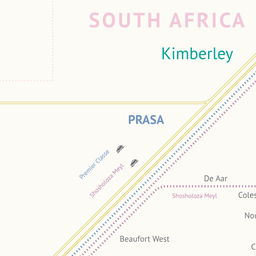 SOUTH AFRICA
Kimberley
PRASA
Premier Classe
Shosholoza Meyl
De Aar
Shosholoza Meyl
Coles
Nor
Beaufort West
C